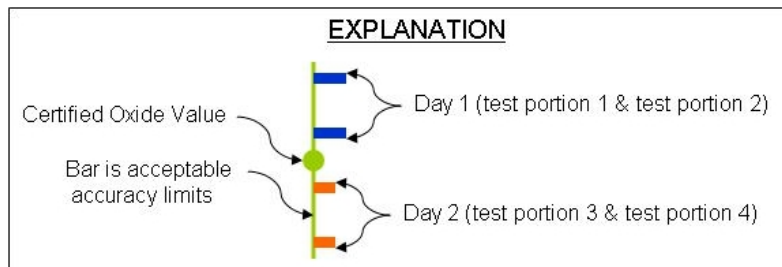 EXPLANATION
Certified Oxide Value
Bar is acceptable
accuracy limits
Day 1 (test portion 1 & test portion 2)
Day 2 (test portion 3 & test portion 4)